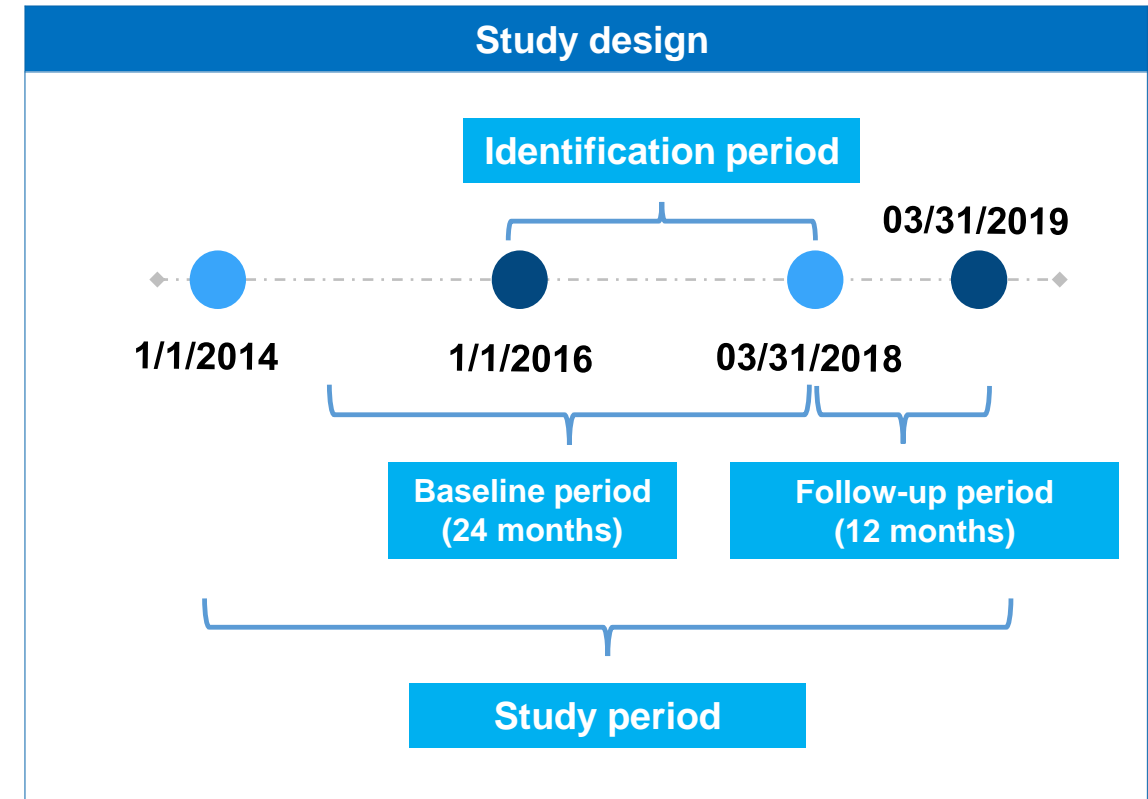 Study design
Identification period
03/31/2019
1/1/2014
1/1/2016
03/31/2018
Baseline period
(24 months)
Follow-up period
(12 months)
Study period